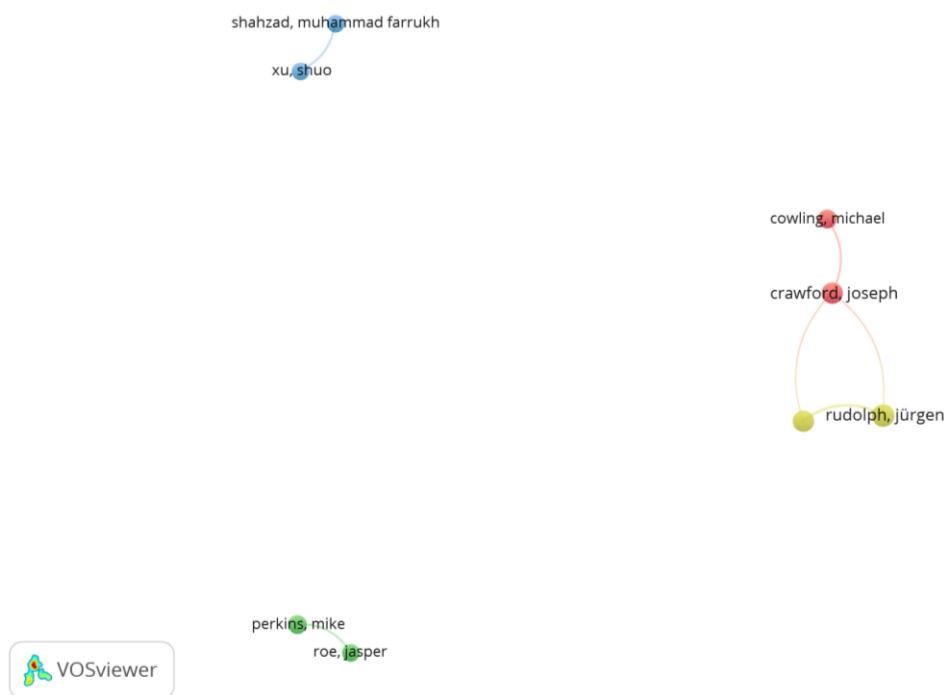 shahzad, muhammad farrukh
xu, shuo
cowling, michael
crawford, joseph
rudolph, jürgen
perkins, mike
roe, jasper
VOSviewer